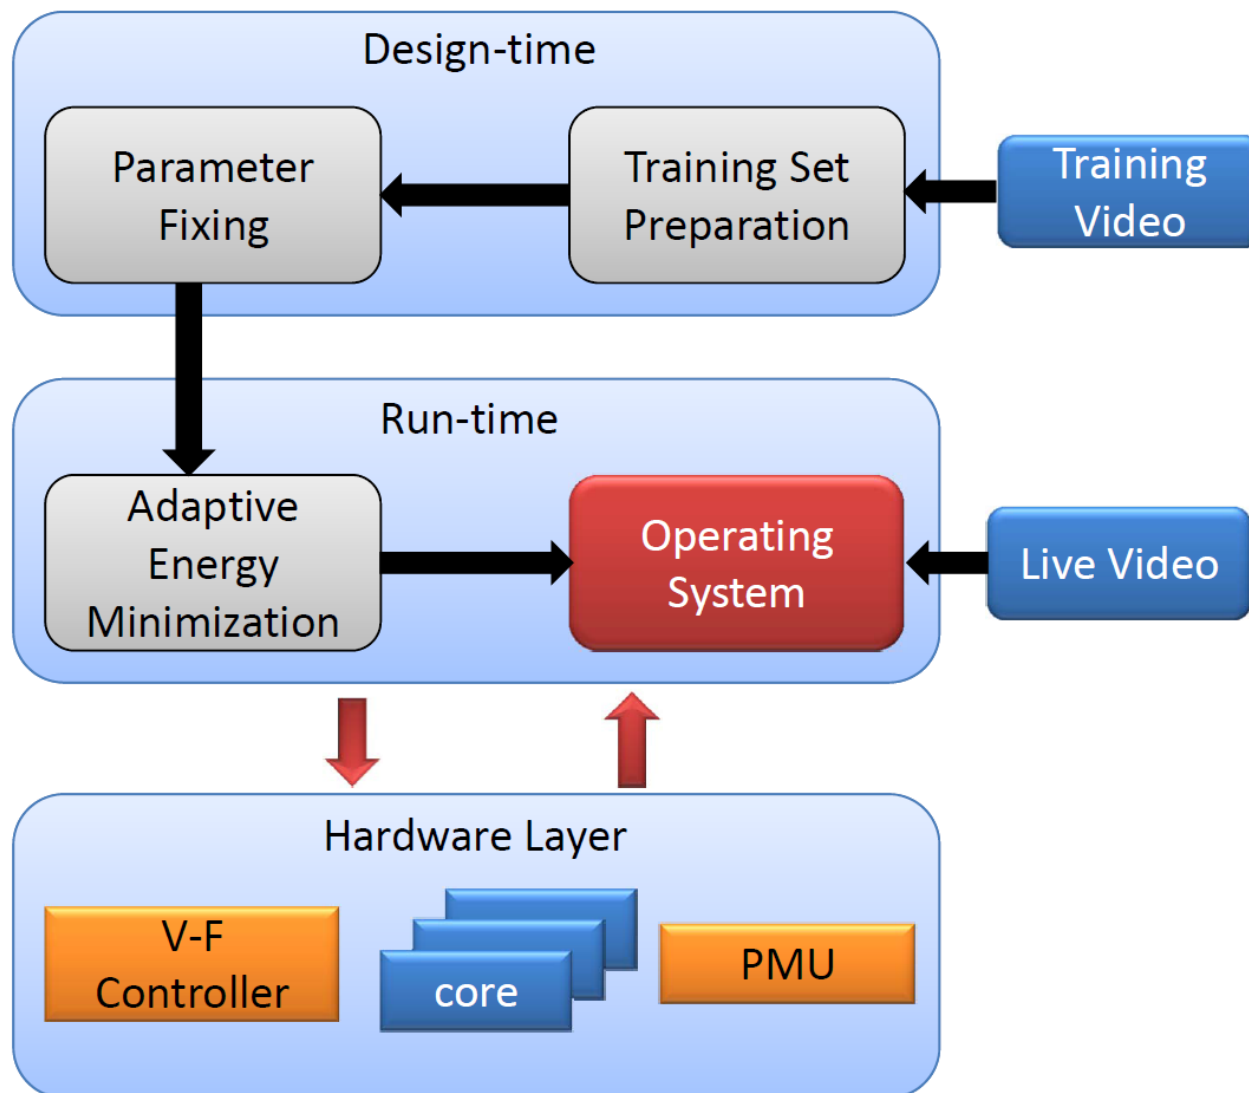 Design-time
Parameter
Fixing
Training Set
Preparation
Training
Video
Run-time
Adaptive
Energy
Minimization
Operating
System
Live Video
Hardware Layer
V-F
Controller
core
PMU